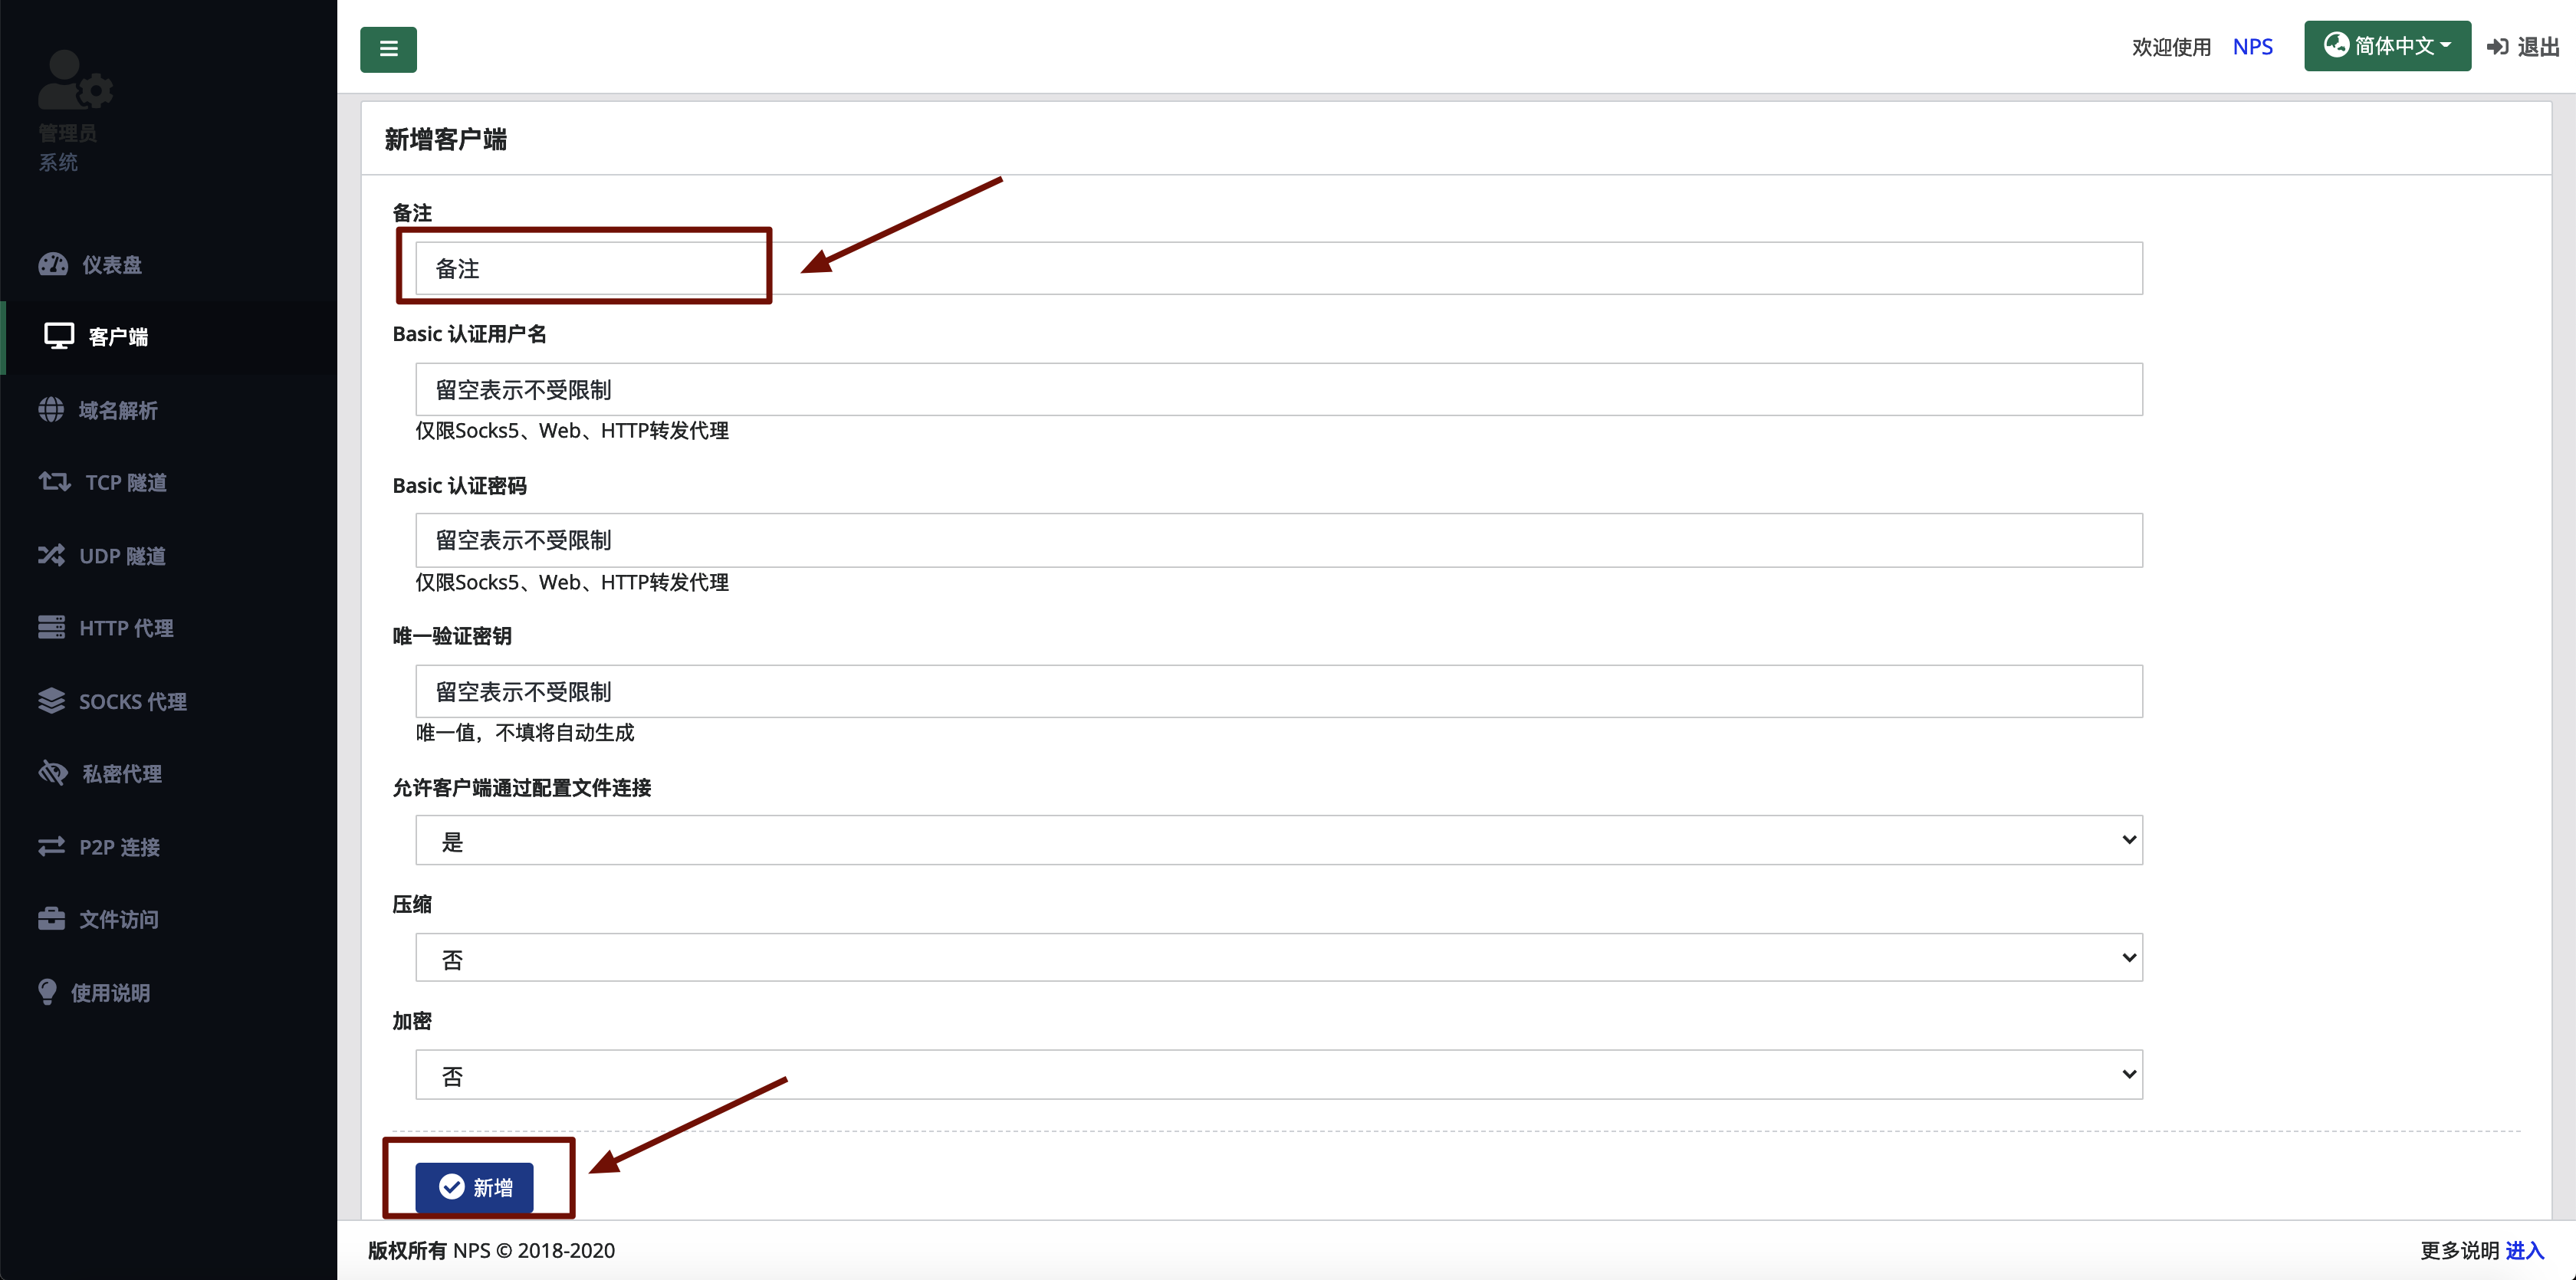 欢迎使用 NPS 简体中文 退出
管理员
系统
仪表盘
客户端
域名解析
TCP 隧道
UDP 隧道
HTTP 代理
SOCKS 代理
私密代理
P2P 连接
文件访问
使用说明
新增客户端
备注
备注
Basic 认证用户名
留空表示不受限制
仅限Socks5、Web、HTTP转发代理
Basic 认证密码
留空表示不受限制
仅限Socks5、Web、HTTP转发代理
唯一验证密钥
留空表示不受限制
唯一值，不填将自动生成
允许客户端通过配置文件连接
是
压缩
否
加密
否
新增
版权所有 NPS © 2018-2020
更多说明 进入